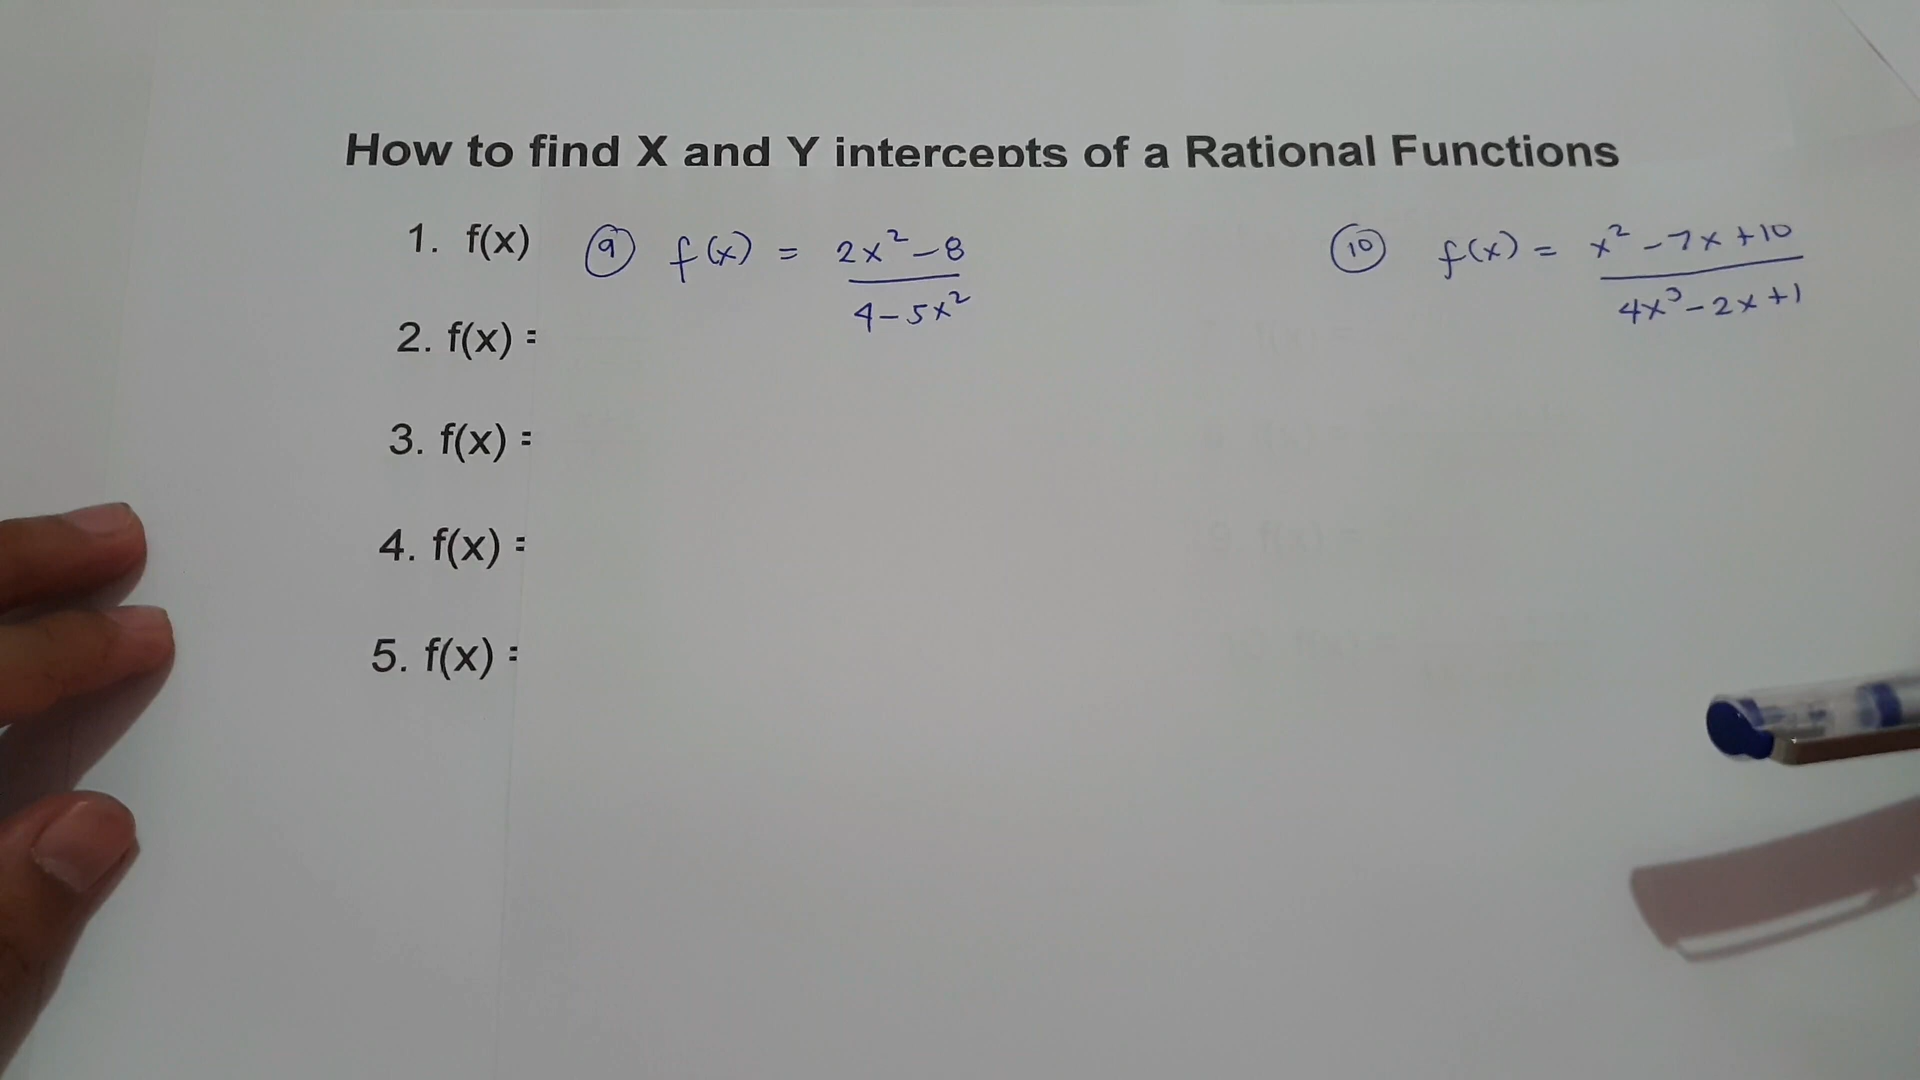 How to find X and Y intercepts of a Rational Functions
1. f(x)
2. f(x) =
3. f(x) =
4. f(x) =
5. f(x) =
⑨ f(x) = 2x² - 8
4 - 5x²
⑩ f(x) = x² - 7x + 10
4x³ - 2x + 1